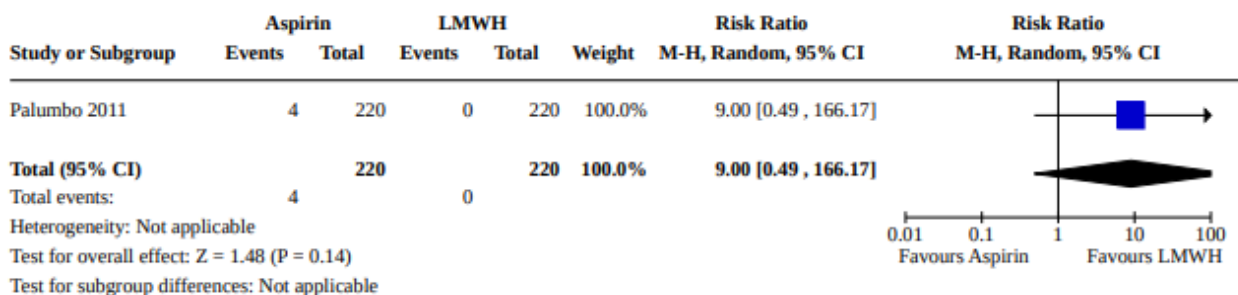 Aspirin LMWH Risk Ratio Risk Ratio
Study or Subgroup Events Total Events Total Weight M-H, Random, 95% CI M-H, Random, 95% CI
Palumbo 2011 4 220 0 220 100.0% 9.00 [0.49 , 166.17]
Total (95% CI) 220 220 100.0% 9.00 [0.49 , 166.17]
Total events: 4 0
Heterogeneity: Not applicable
0.01 0.1 1 10 100
Test for overall effect: Z = 1.48 (P = 0.14)
Favours Aspirin Favours LMWH
Test for subgroup differences: Not applicable